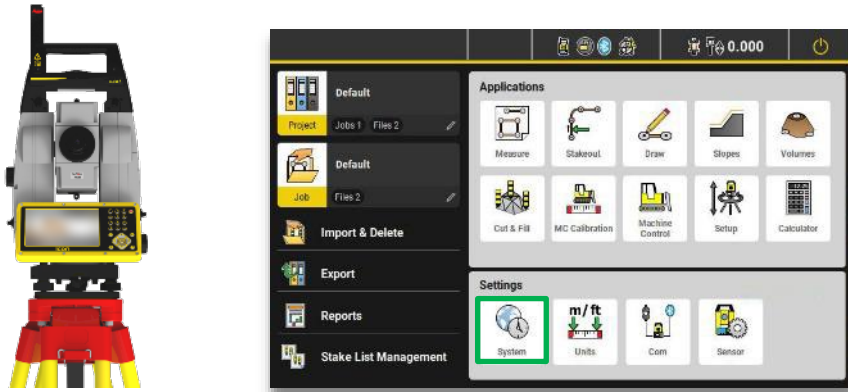 0.000
Default
Project
Jobs 1
Files 2
Default
Job
Files 2
Import & Delete
Export
Reports
Stake List Management
Applications
Measure
Stakeout
Draw
Slopes
Volumes
Cut & Fill
MC Calibration
Machine
Control
Setup
Calculator
Settings
m/ft
System
Units
Com
Sensor